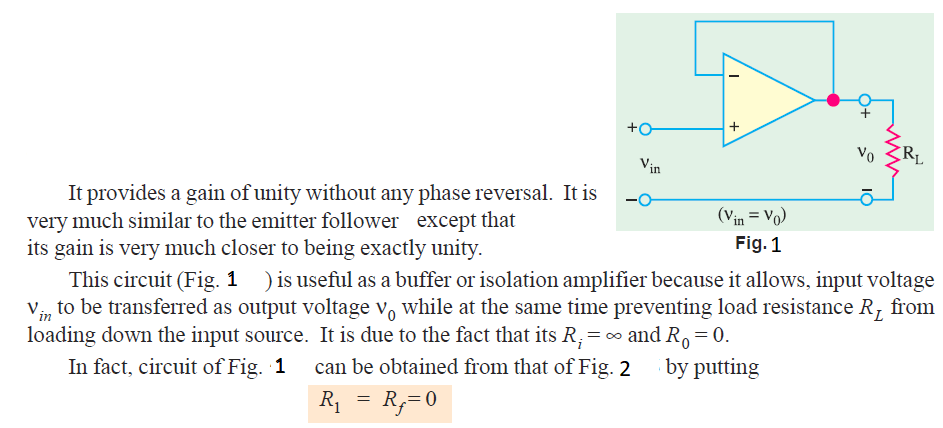 −
+
+
+
v₀
R_L
v_in
−
−
(v_in = v₀)
Fig. 1
It provides a gain of unity without any phase reversal. It is
very much similar to the emitter follower except that
its gain is very much closer to being exactly unity.
This circuit (Fig. 1 ) is useful as a buffer or isolation amplifier because it allows, input voltage
v_in to be transferred as output voltage v₀ while at the same time preventing load resistance R_L from
loading down the input source. It is due to the fact that its R_i = ∞ and R₀ = 0.
In fact, circuit of Fig. 1 can be obtained from that of Fig. 2 by putting
R₁ = R_f = 0